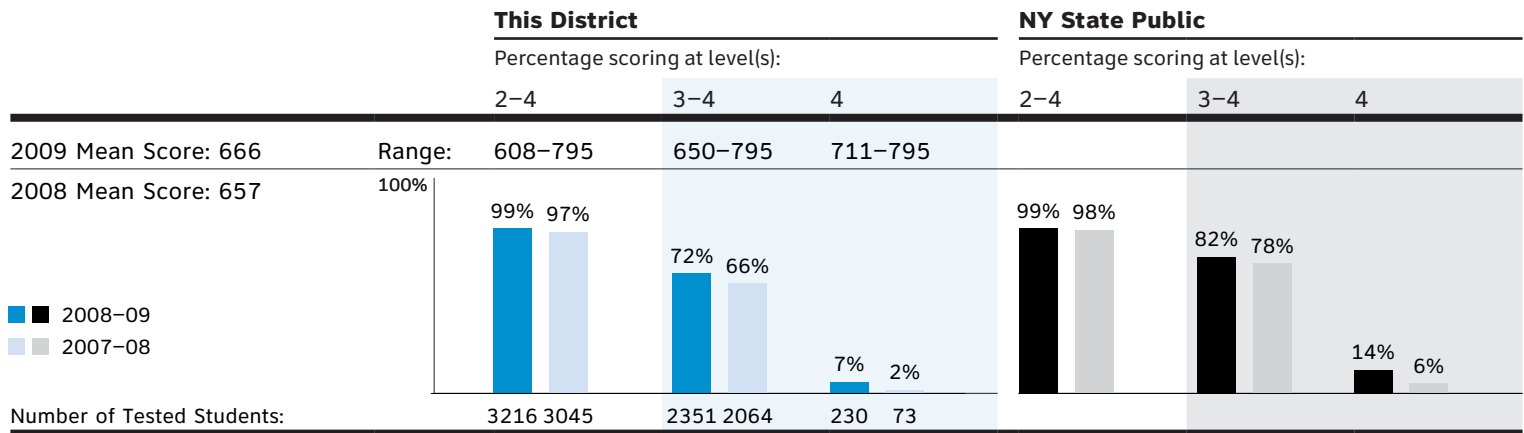 This District NY State Public
Percentage scoring at level(s): Percentage scoring at level(s):
2–4 3–4 4 2–4 3–4 4
2009 Mean Score: 666 Range: 608–795 650–795 711–795
2008 Mean Score: 657 100%
99% 97% 72% 66% 7% 2% 99% 98% 82% 78% 14% 6%
2008–09
2007–08
Number of Tested Students: 3216 3045 2351 2064 230 73